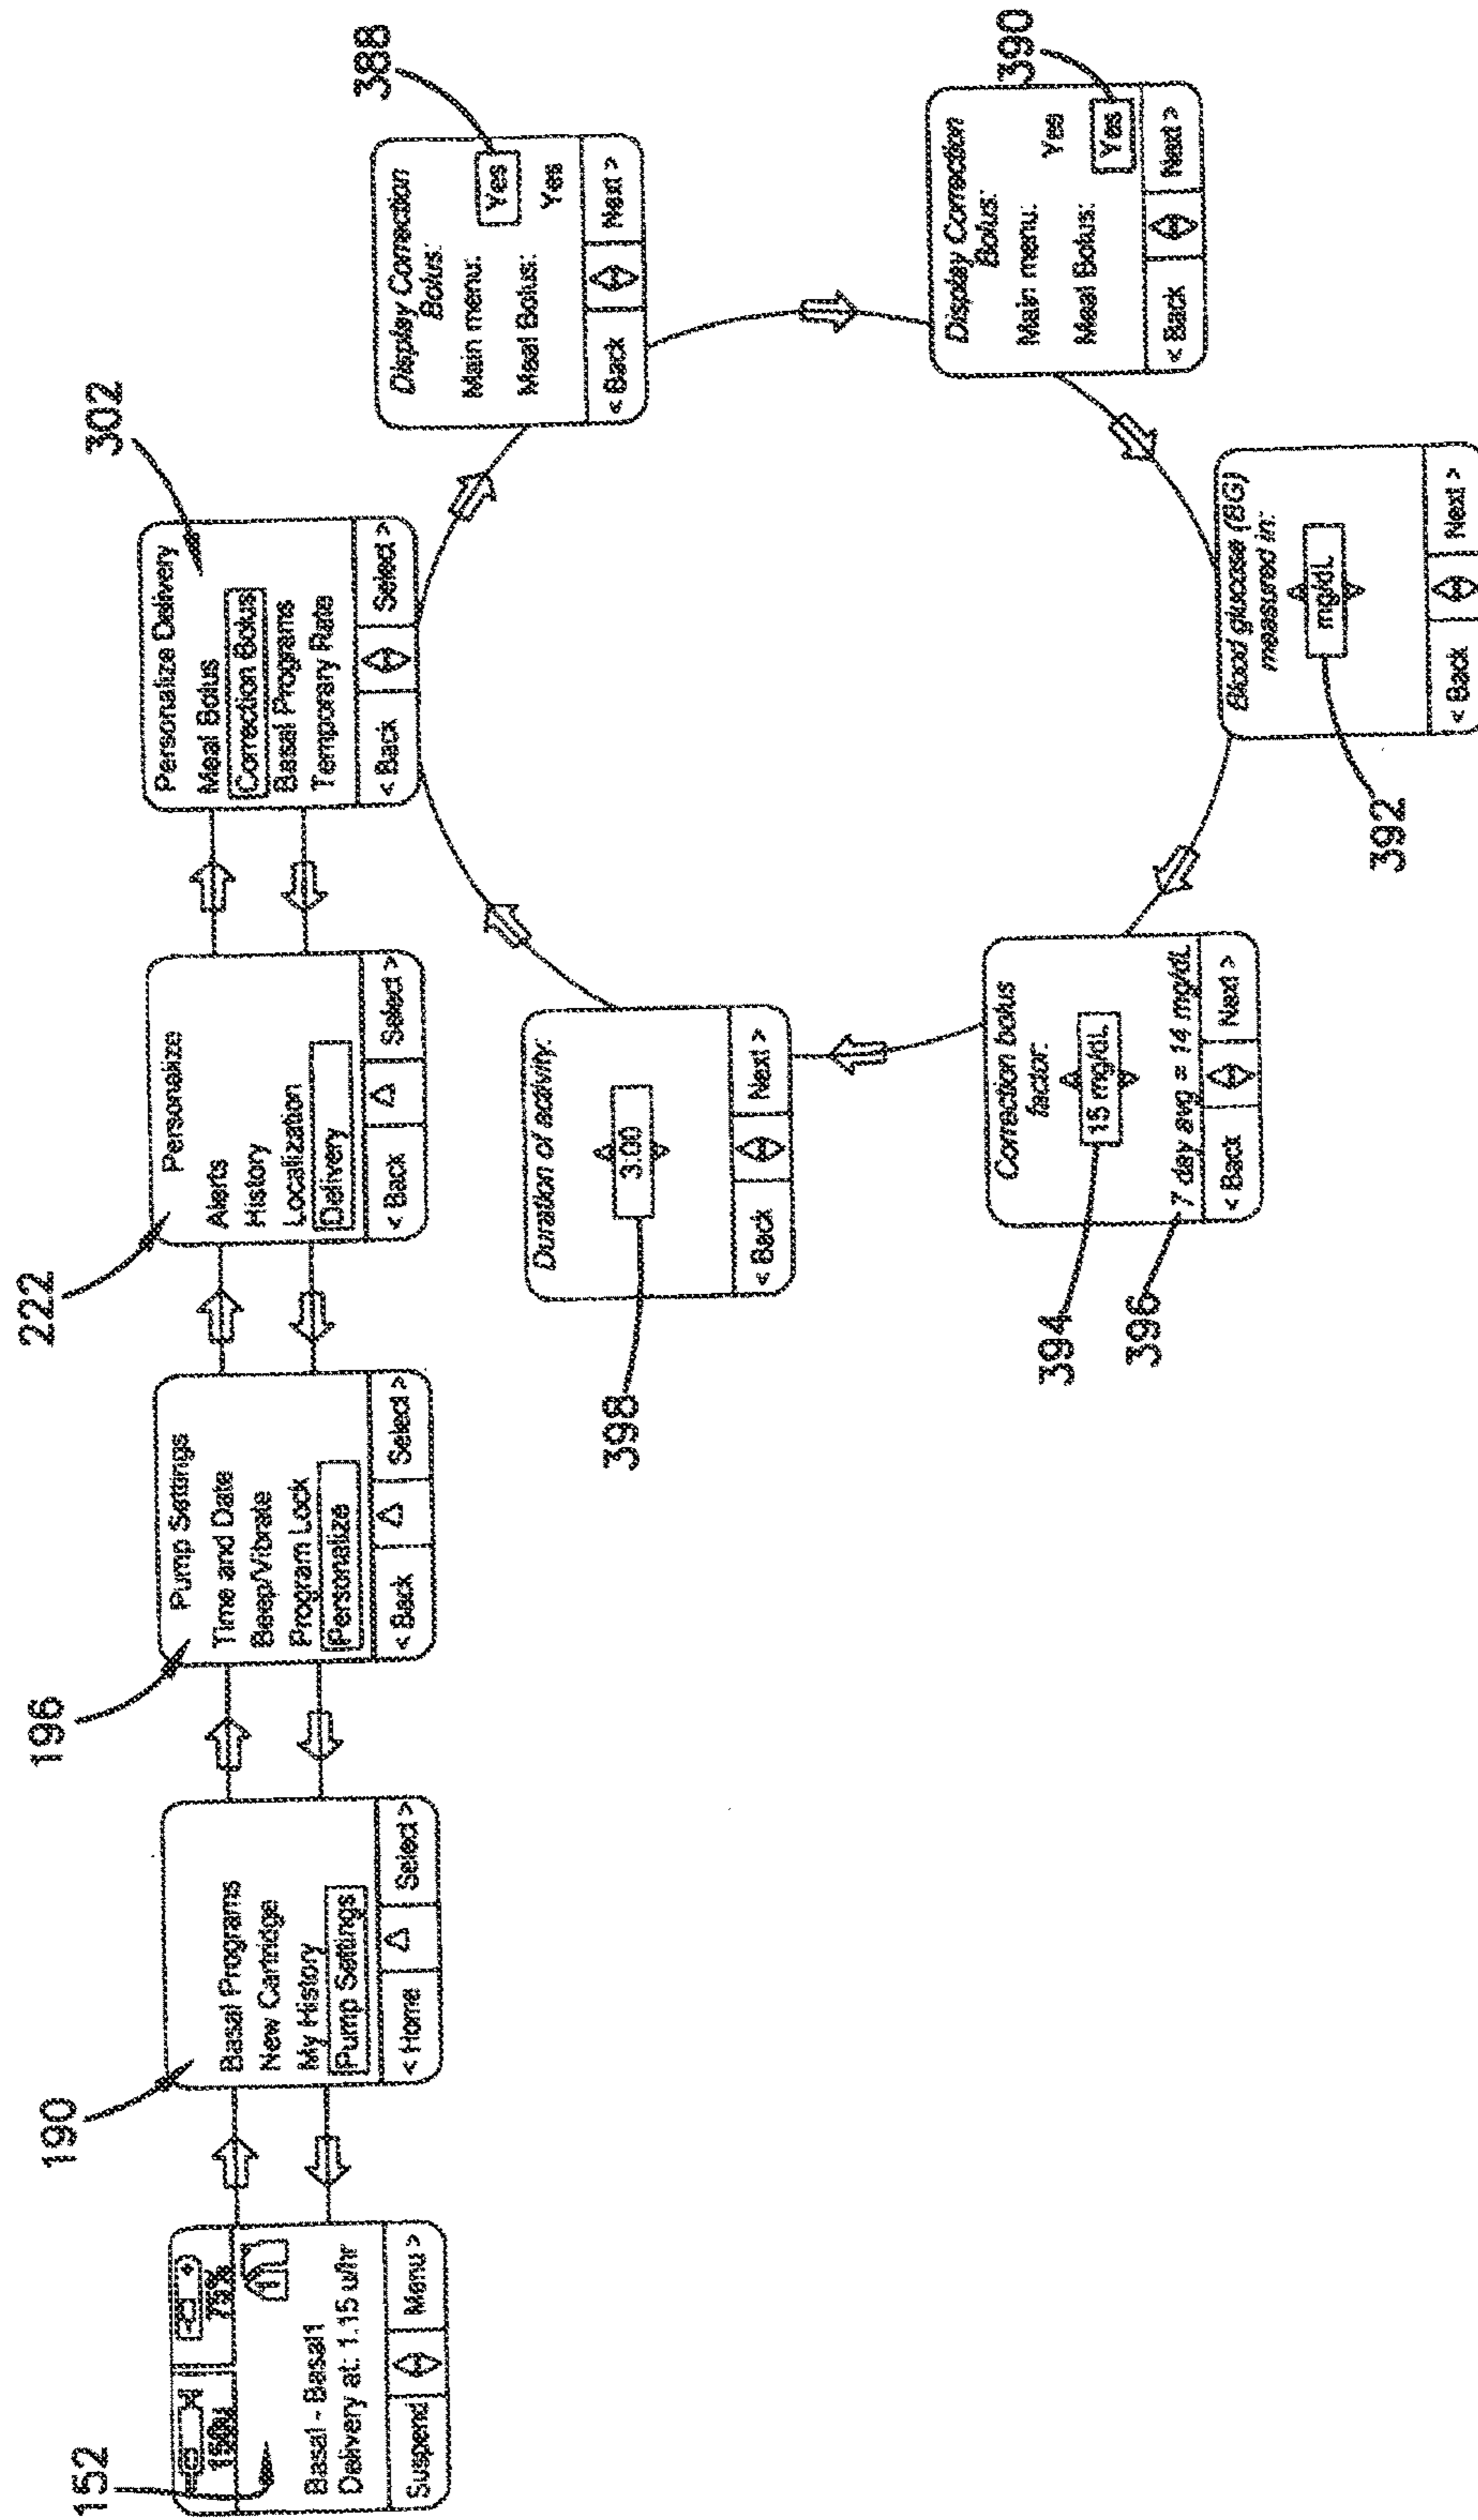 152
150u
75%
Basal - Basal1
Delivery at: 1.15 u/hr
Suspend
Menu >
190
Basal Programs
New Cartridge
My History
Pump Settings
< Home
Select >
196
Pump Settings
Time and Date
Beep/Vibrate
Program Lock
Personalize
< Back
Select >
222
Personalize
Alerts
History
Localization
Delivery
< Back
Select >
302
Personalize Delivery
Meal Bolus
Correction Bolus
Basal Programs
Temporary Rate
< Back
Select >
388
Display Correction
Bolus:
Main menu: Yes
Meal Bolus: Yes
< Back
Next >
390
Display Correction
Bolus:
Main menu: Yes
Meal Bolus: Yes
< Back
Next >
392
Blood glucose (BG)
measured in:
mg/dL
< Back
Next >
394
396
Correction bolus
factor:
15 mg/dL
7 day avg = 14 mg/dL
< Back
Next >
398
Duration of activity:
3:00
< Back
Next >